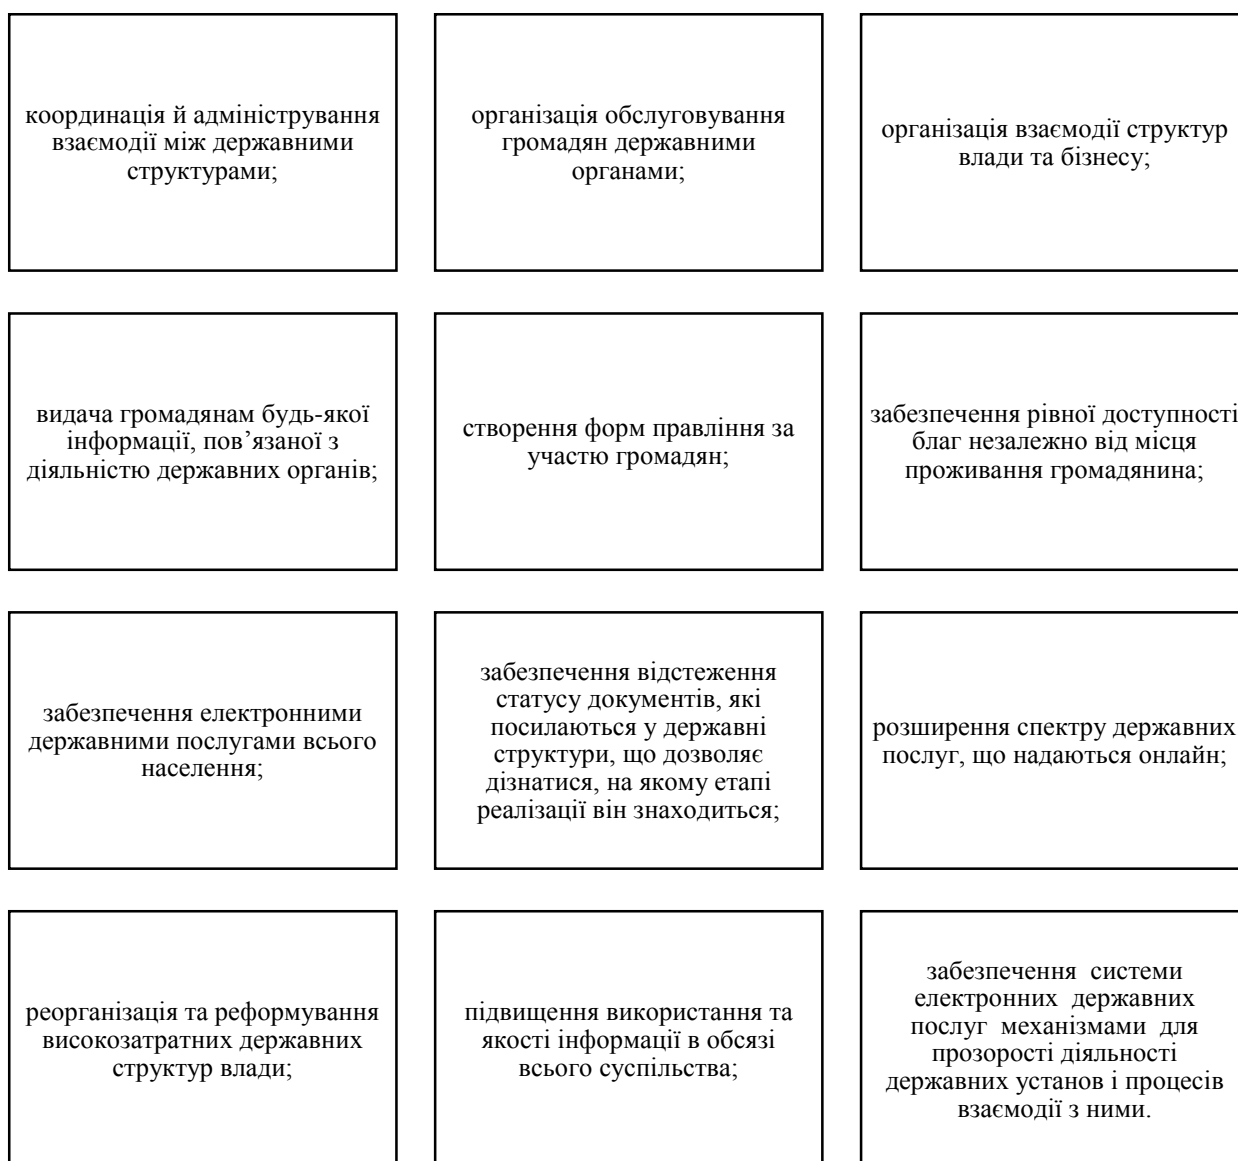 координація й адміністрування
взаємодії між державними
структурами;
організація обслуговування
громадян державними
органами;
організація взаємодії структур
влади та бізнесу;
видача громадянам будь-якої
інформації, пов’язаної з
діяльністю державних органів;
створення форм правління за
участю громадян;
забезпечення рівної доступності
благ незалежно від місця
проживання громадянина;
забезпечення електронними
державними послугами всього
населення;
забезпечення відстеження
статусу документів, які
посилаються у державні
структури, що дозволяє
дізнатися, на якому етапі
реалізації він знаходиться;
розширення спектру державних
послуг, що надаються онлайн;
реорганізація та реформування
високозатратних державних
структур влади;
підвищення використання та
якості інформації в обсязі
всього суспільства;
забезпечення системи
електронних державних
послуг механізмами для
прозорості діяльності
державних установ і процесів
взаємодії з ними.